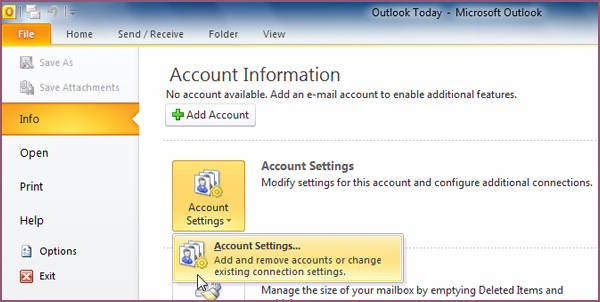 Outlook Today - Microsoft Outlook
File Home Send / Receive Folder View
Save As
Save Attachments
Info
Open
Print
Help
Options
Exit
Account Information
No account available. Add an e-mail account to enable additional features.
Add Account
Account Settings
Account Settings
Modify settings for this account and configure additional connections.
Account Settings...
Add and remove accounts or change
existing connection settings.
Manage the size of your mailbox by emptying Deleted Items and